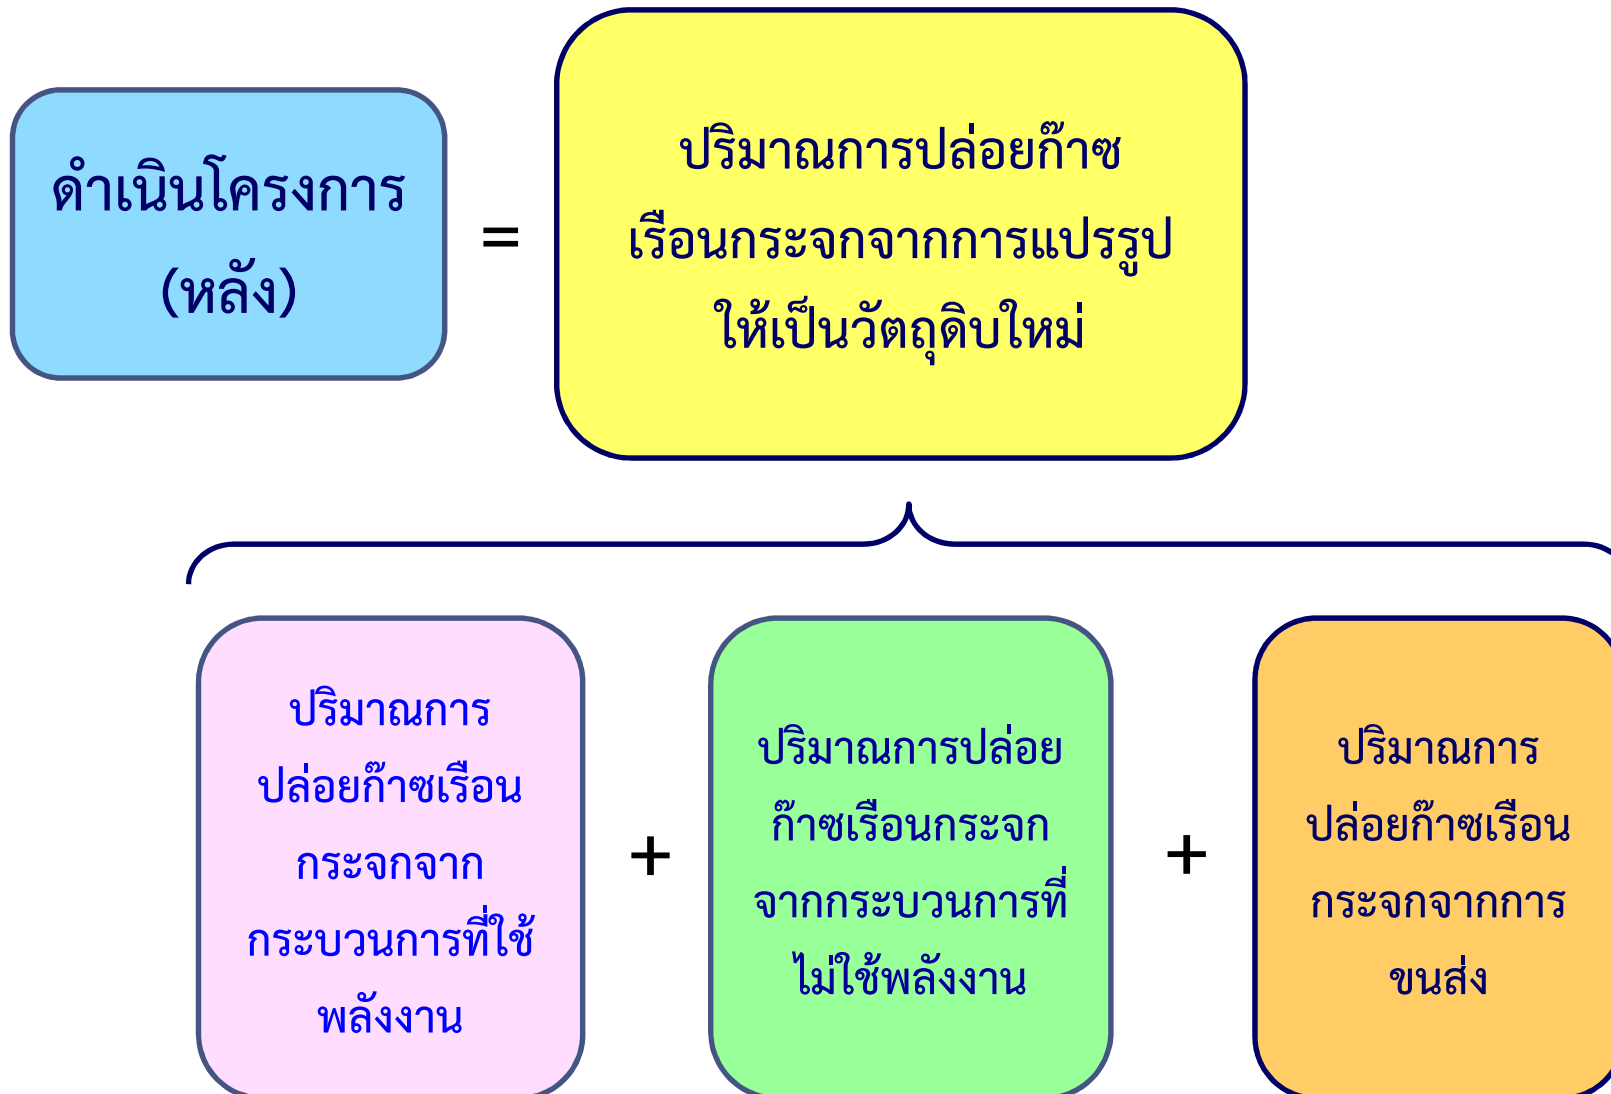 ดำเนินโครงการ
(หลัง)
=
ปริมาณการปล่อยก๊าซ
เรือนกระจกจากการแปรรูป
ให้เป็นวัตถุดิบใหม่
ปริมาณการ
ปล่อยก๊าซเรือน
กระจกจาก
กระบวนการที่ใช้
พลังงาน
+
ปริมาณการปล่อย
ก๊าซเรือนกระจก
จากกระบวนการที่
ไม่ใช้พลังงาน
+
ปริมาณการ
ปล่อยก๊าซเรือน
กระจกจากการ
ขนส่ง